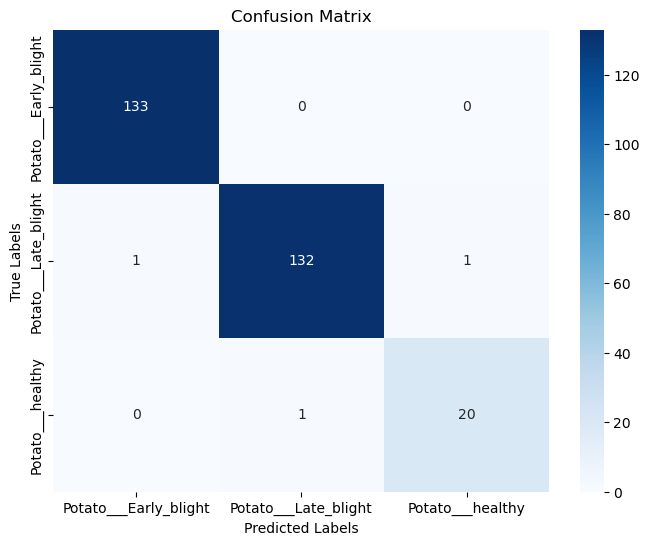 Confusion Matrix
True Labels
Potato___Early_blight
133 0 0
Potato___Late_blight
1 132 1
Potato___healthy
0 1 20
Potato___Early_blight Potato___Late_blight Potato___healthy
Predicted Labels
120
100
80
60
40
20
0